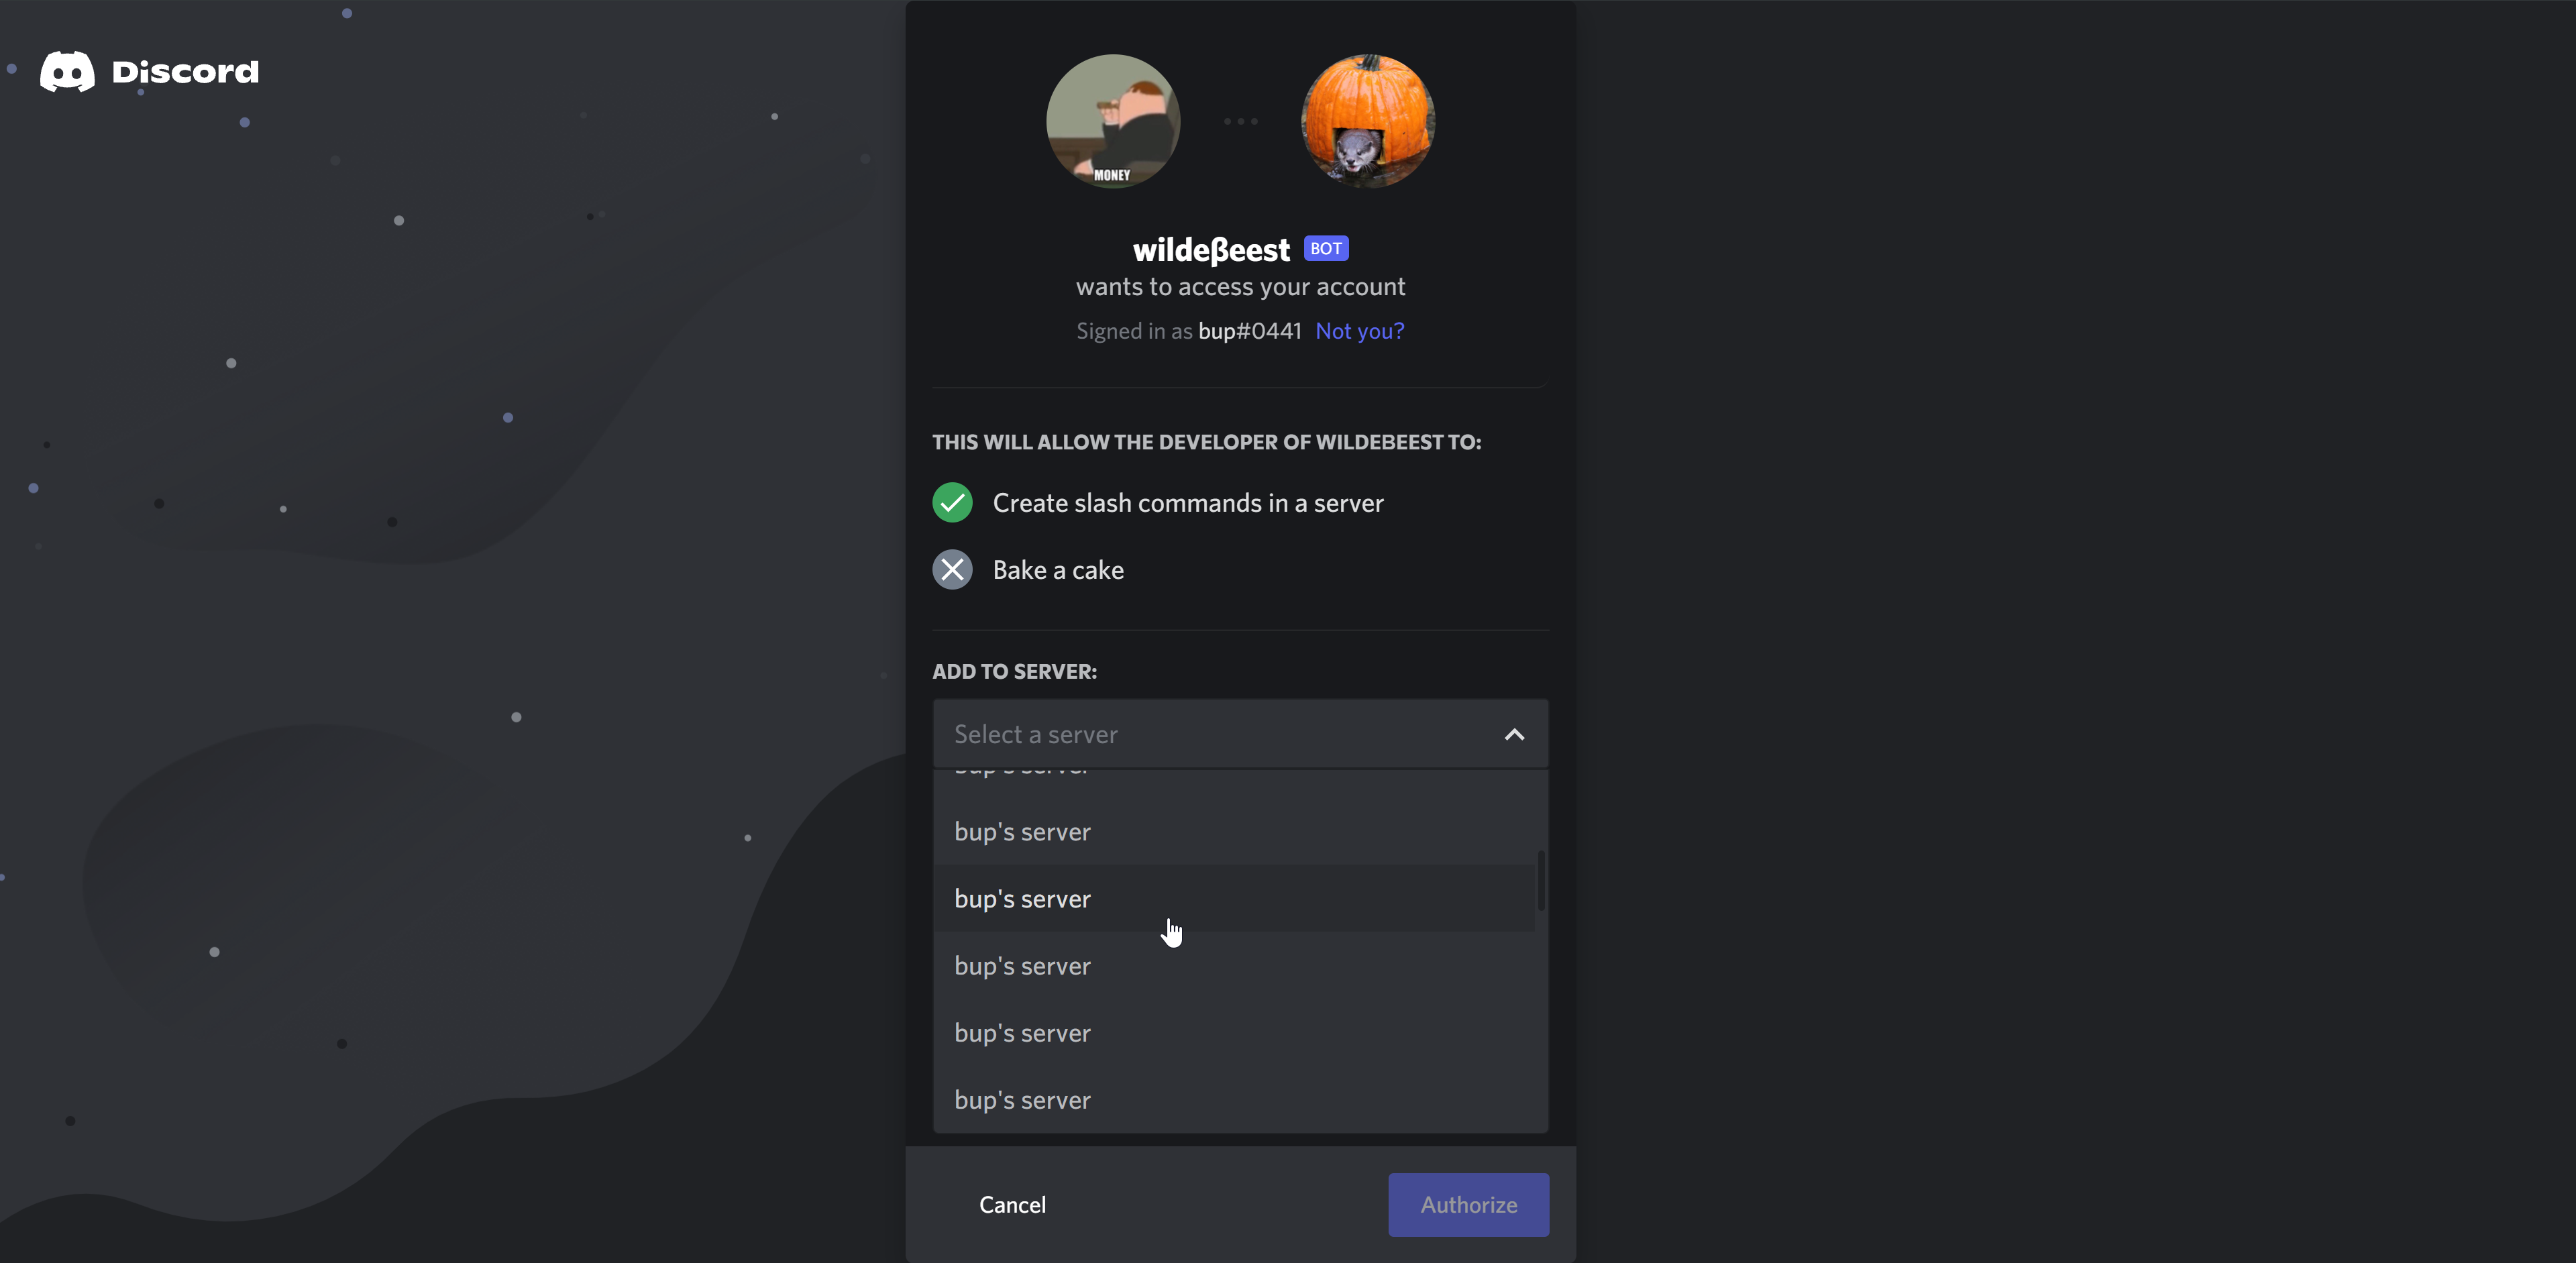 Discord
MONEY
wildeβeest BOT
wants to access your account
Signed in as bup#0441 Not you?
THIS WILL ALLOW THE DEVELOPER OF WILDEBEEST TO:
Create slash commands in a server
Bake a cake
ADD TO SERVER:
Select a server
bup's server
bup's server
bup's server
bup's server
bup's server
bup's server
Cancel
Authorize